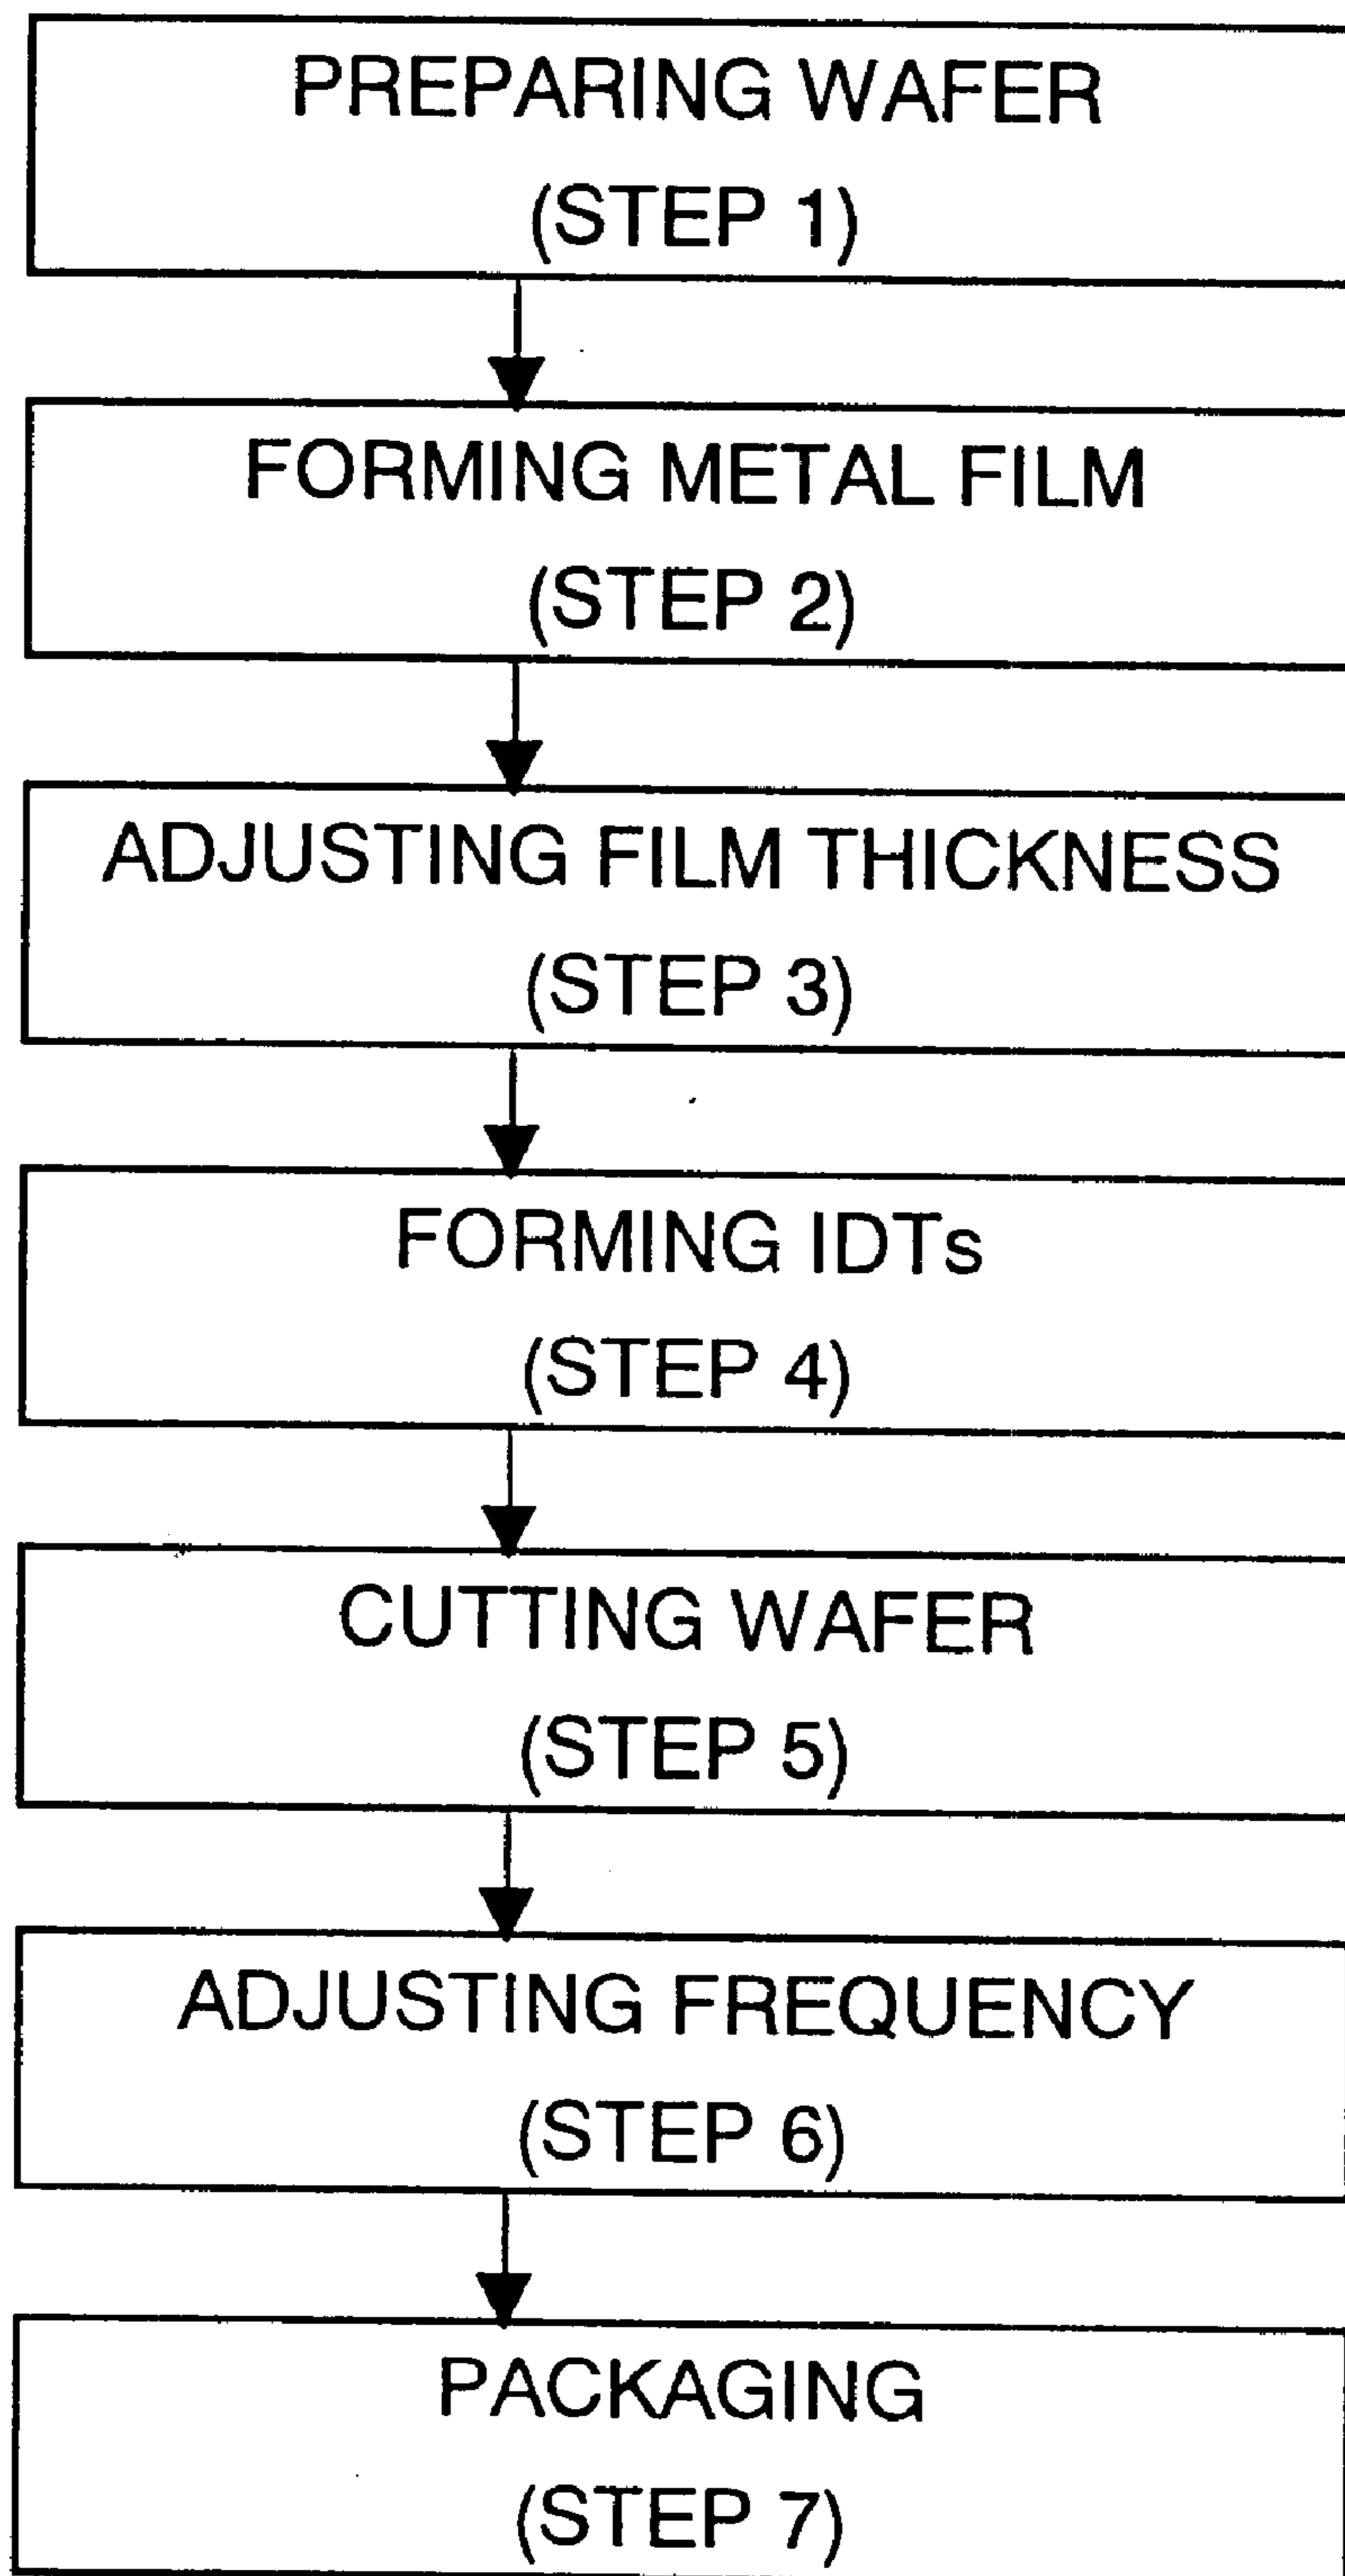 PREPARING WAFER
(STEP 1)
FORMING METAL FILM
(STEP 2)
ADJUSTING FILM THICKNESS
(STEP 3)
FORMING IDTs
(STEP 4)
CUTTING WAFER
(STEP 5)
ADJUSTING FREQUENCY
(STEP 6)
PACKAGING
(STEP 7)